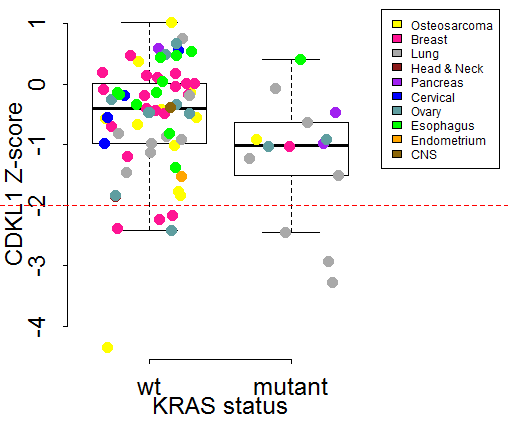 CDKL1 Z-score
1
0
-1
-2
-3
-4
wt
mutant
KRAS status
Osteosarcoma
Breast
Lung
Head & Neck
Pancreas
Cervical
Ovary
Esophagus
Endometrium
CNS